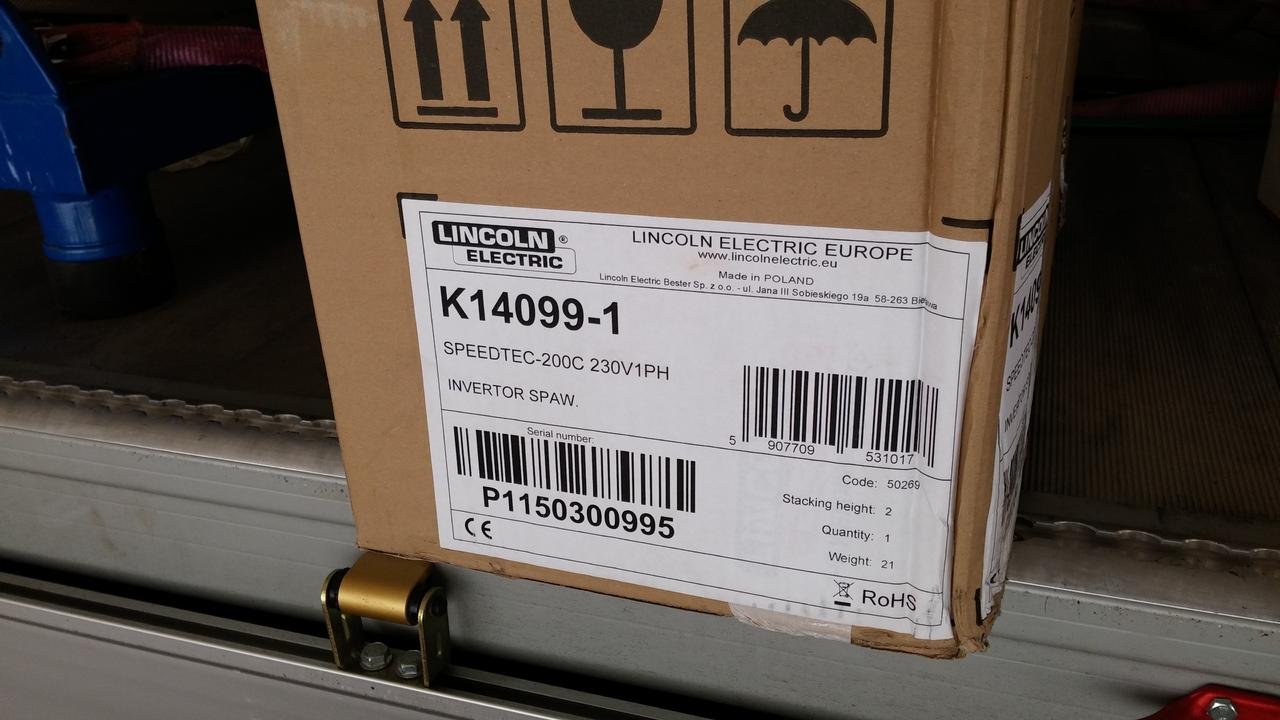 LINCOLN®
ELECTRIC
LINCOLN ELECTRIC EUROPE
www.lincolnelectric.eu
Made in POLAND
Lincoln Electric Bester Sp. z o.o. - ul. Jana III Sobieskiego 19a 58-263
K14099-1
SPEEDTEC-200C 230V1PH
INVERTOR SPAW.
5 907709 531017
Serial number:
P1150300995
CE
Code: 50269
Stacking height: 2
Quantity: 1
Weight: 21
RoHS
LINCOLN